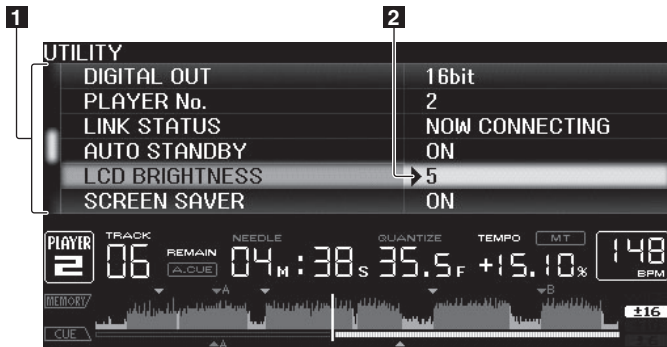 1 2
UTILITY
DIGITAL OUT 16bit
PLAYER No. 2
LINK STATUS NOW CONNECTING
AUTO STANDBY ON
LCD BRIGHTNESS 5
SCREEN SAVER ON
PLAYER 2 TRACK 06 REMAIN A.CUE NEEDLE 04M:38S QUANTIZE 35.5F TEMPO +15.10% MT 148 BPM
MEMORY A B
±16
CUE A